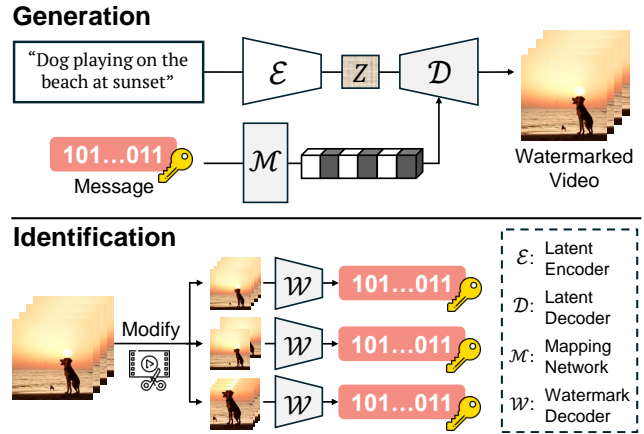 Generation
“Dog playing on the
beach at sunset”
ℰ
Z
𝒟
101...011
Message
ℳ
Watermarked
Video
Identification
Modify
𝒲
101...011
𝒲
101...011
𝒲
101...011
ℰ: Latent
Encoder
𝒟: Latent
Decoder
ℳ: Mapping
Network
𝒲: Watermark
Decoder